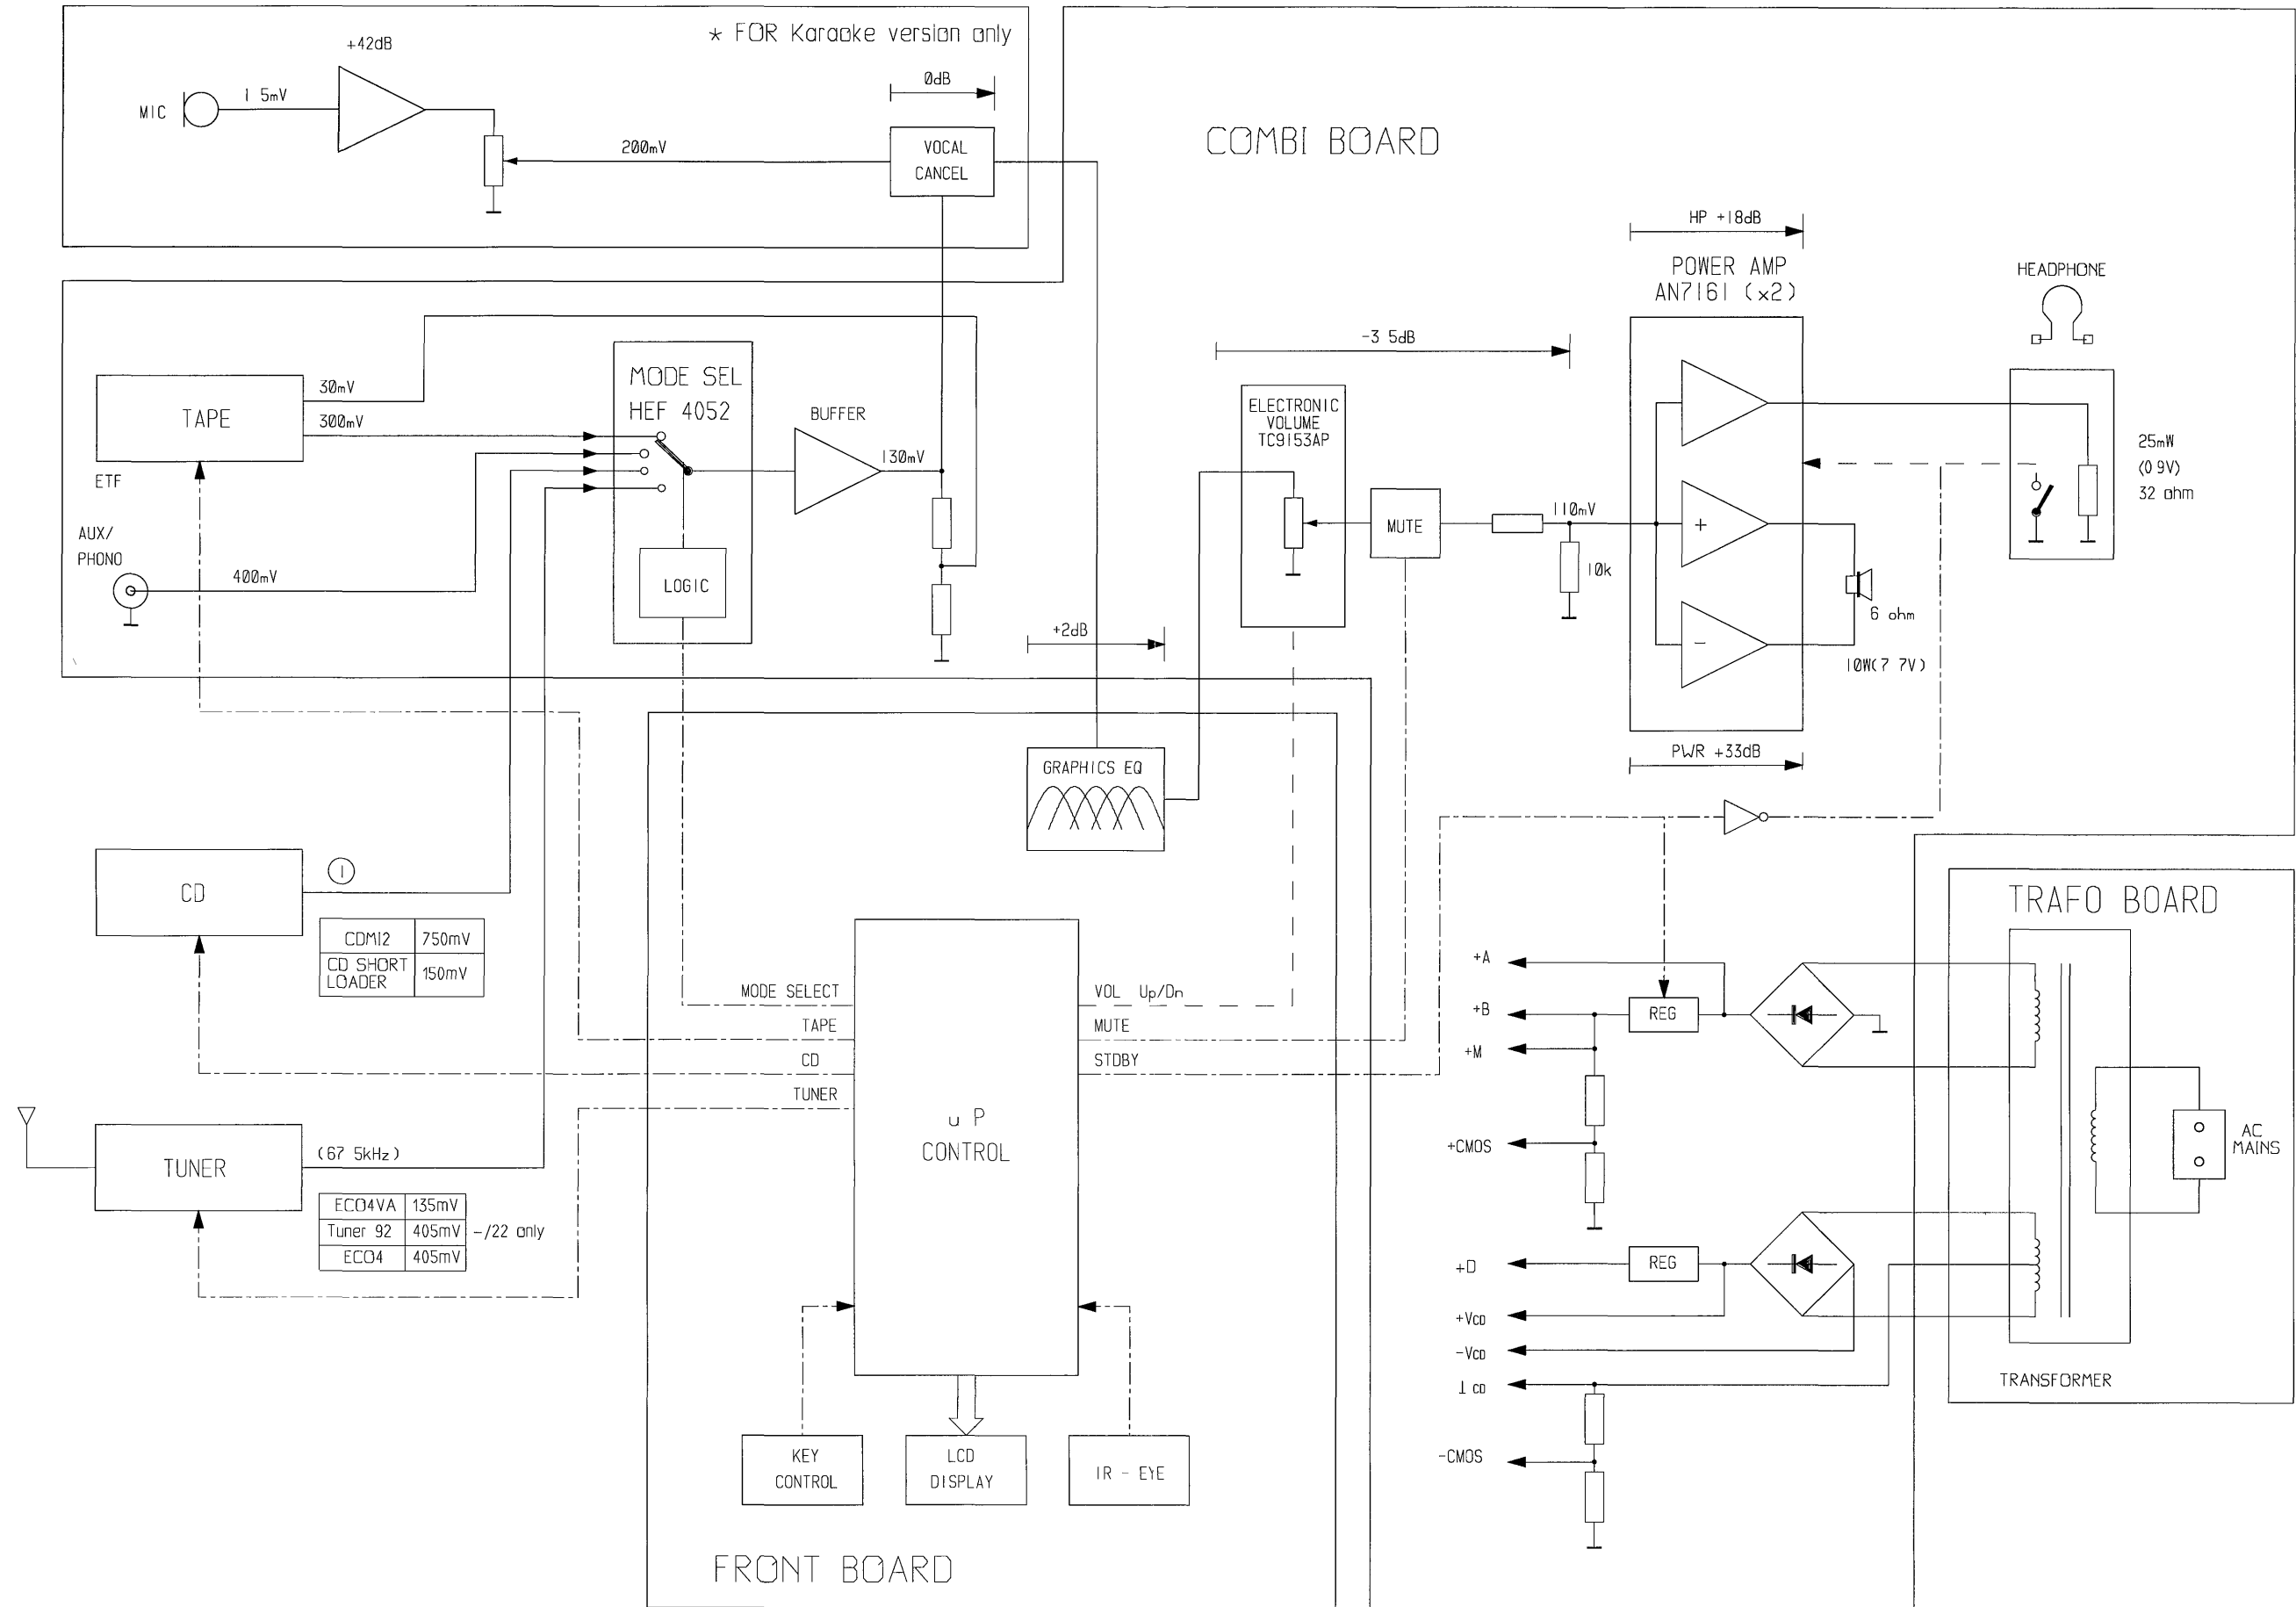 * FOR Karaoke version only
+42dB
0dB
MIC
1 5mV
200mV
VOCAL
CANCEL
COMBI BOARD
HP +18dB
POWER AMP
AN7161 (x2)
HEADPHONE
-3 5dB
TAPE
30mV
300mV
ETF
MODE SEL
HEF 4052
BUFFER
130mV
ELECTRONIC
VOLUME
TC9153AP
MUTE
110mV
10k
+
-
25mW
(0 9V)
32 ohm
AUX/
PHONO
400mV
LOGIC
6 ohm
10W(7 7V)
+2dB
PWR +33dB
GRAPHICS EQ
CD
1
CDM12 750mV
CD SHORT
LOADER 150mV
TRAFO BOARD
MODE SELECT
TAPE
CD
TUNER
VOL Up/Dn
MUTE
STDBY
u P
CONTROL
+A
+B
REG
+M
+CMOS
AC
MAINS
TUNER
(67 5kHz)
ECO4VA 135mV
Tuner 92 405mV -/22 only
ECO4 405mV
+D
REG
+VCD
-VCD
⊥ CD
-CMOS
TRANSFORMER
KEY
CONTROL
LCD
DISPLAY
IR - EYE
FRONT BOARD